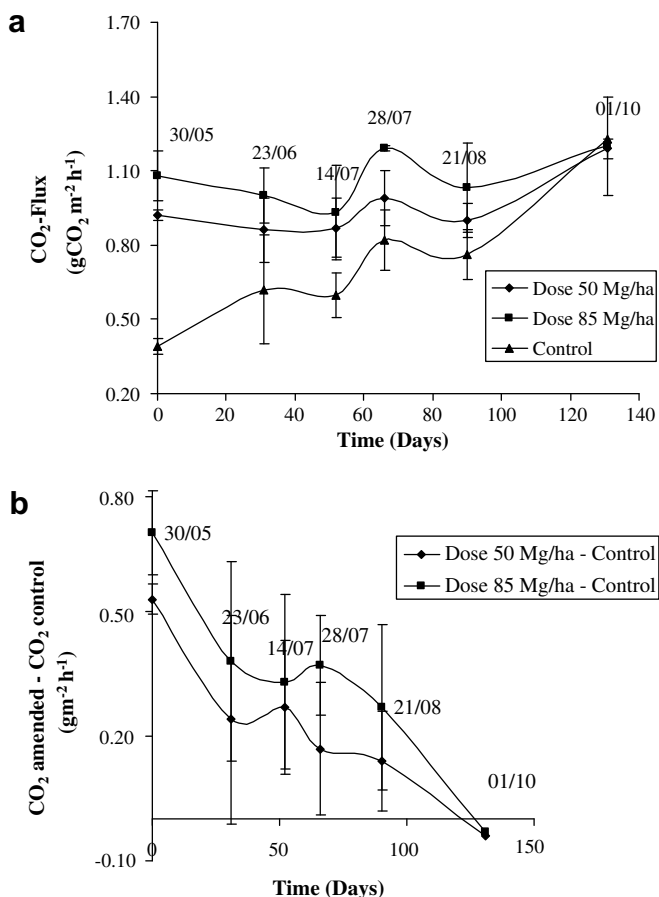 a
1.70
1.40
1.10
0.80
0.50
0.20
CO₂-Flux
(gCO₂ m⁻² h⁻¹)
30/05
23/06
14/07
28/07
21/08
01/10
Dose 50 Mg/ha
Dose 85 Mg/ha
Control
0 20 40 60 80 100 120 140
Time (Days)
b
0.80
0.50
0.20
-0.10
CO₂ amended - CO₂ control
(gm⁻² h⁻¹)
30/05
23/06
14/07
28/07
21/08
01/10
Dose 50 Mg/ha - Control
Dose 85 Mg/ha - Control
0 50 100 150
Time (Days)